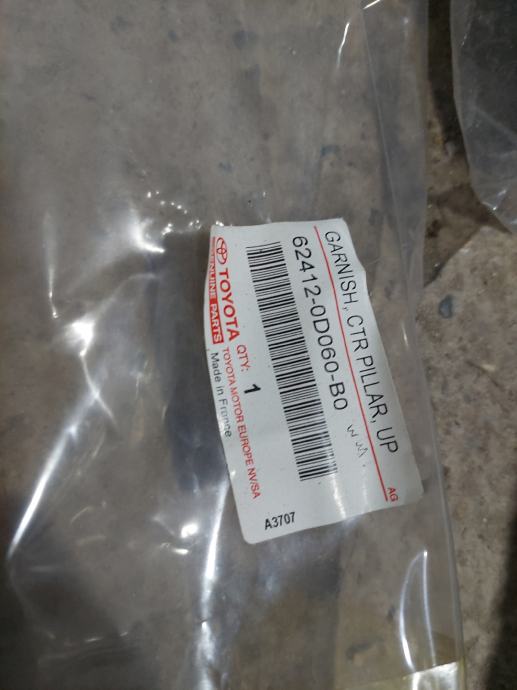 GARNISH, CTR PILLAR, UP
AG
62412-0D060-B0
TOYOTA
GENUINE PARTS
QTY:
1
TOYOTA MOTOR EUROPE NV/SA
Made in France
A3707